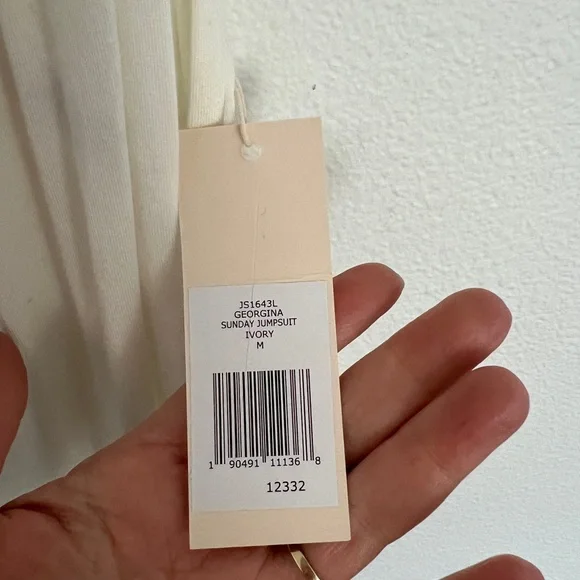 JS1643L
GEORGINA
SUNDAY JUMPSUIT
IVORY
M
1 90491 11136 8
12332